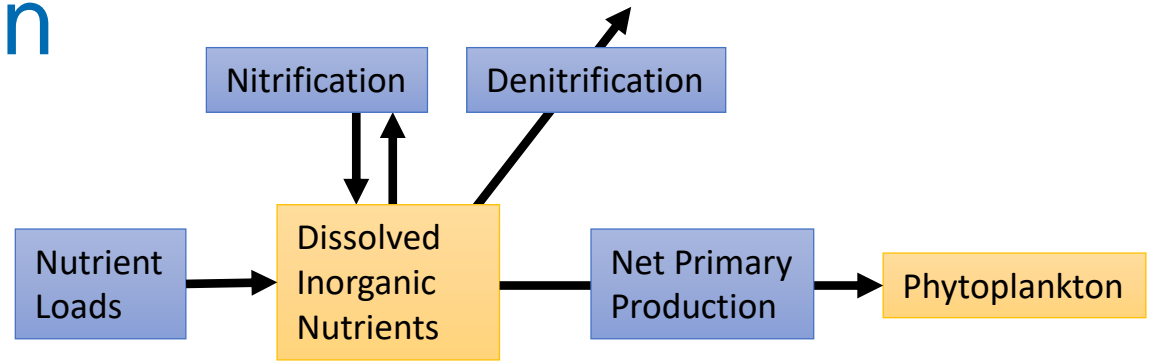 n
Nitrification
Denitrification
Nutrient
Loads
Dissolved
Inorganic
Nutrients
Net Primary
Production
Phytoplankton